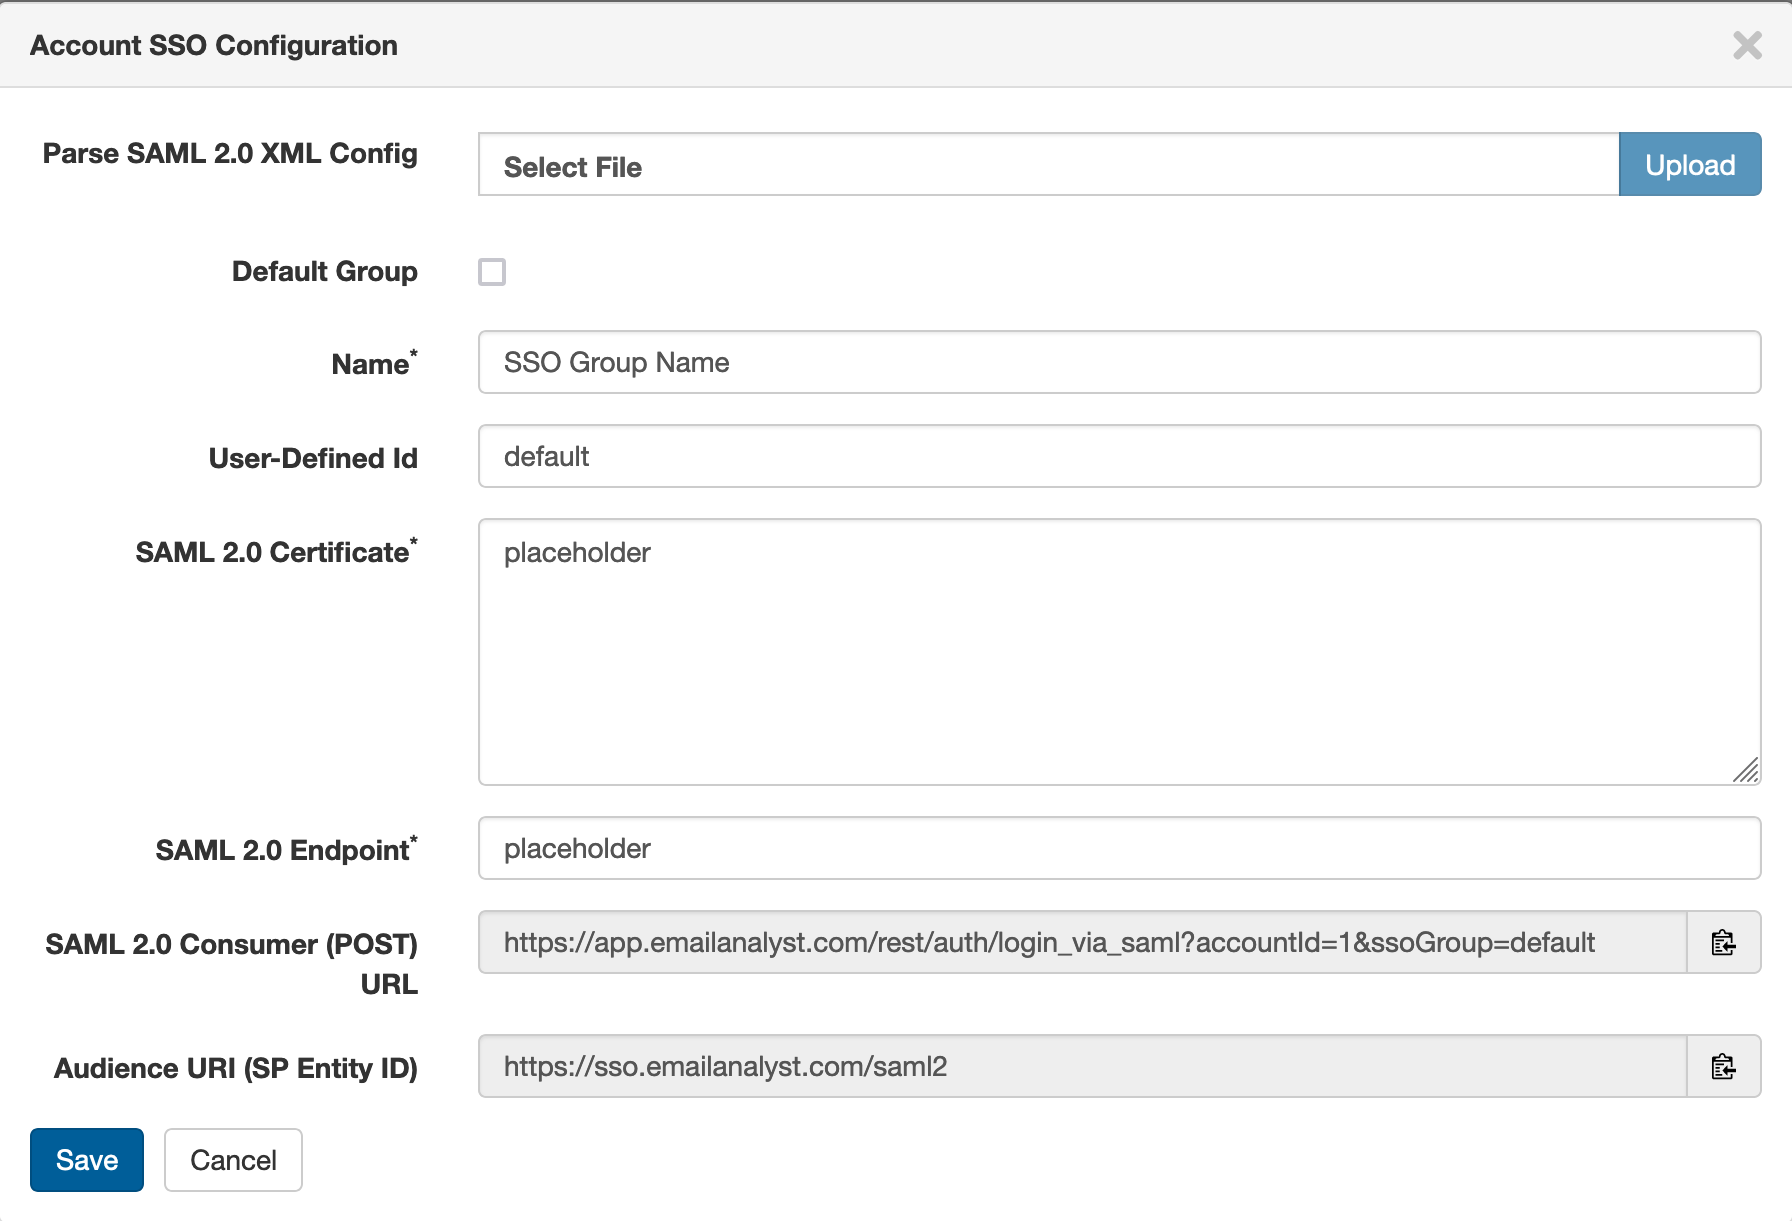 Account SSO Configuration
Parse SAML 2.0 XML Config
Select File
Upload
Default Group
Name*
SSO Group Name
User-Defined Id
default
SAML 2.0 Certificate*
placeholder
SAML 2.0 Endpoint*
placeholder
SAML 2.0 Consumer (POST)
URL
https://app.emailanalyst.com/rest/auth/login_via_saml?accountId=1&ssoGroup=default
Audience URI (SP Entity ID)
https://sso.emailanalyst.com/saml2
Save
Cancel